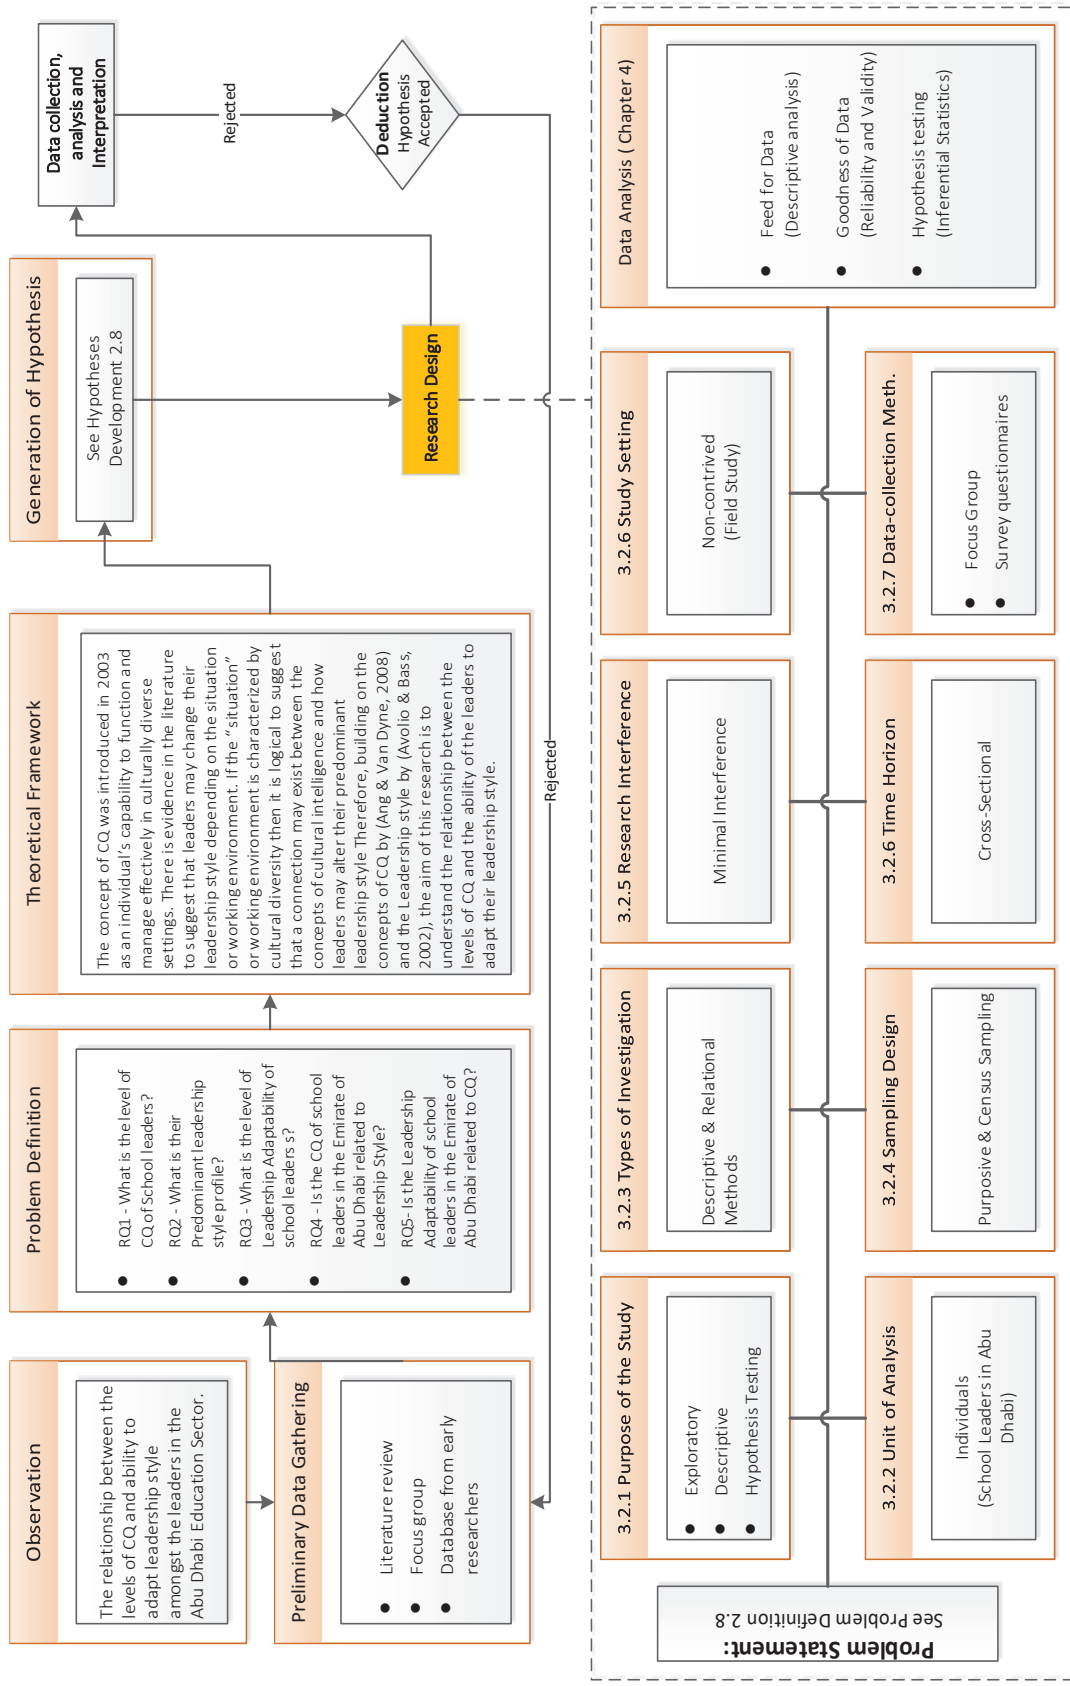 Observation
The relationship between the
levels of CQ and ability to
adapt leadership style
amongst the leaders in the
Abu Dhabi Education Sector.
Preliminary Data Gathering
● Literature review
● Focus group
● Database from early
researchers
Problem Definition
● RQ1 - What is the level of
CQ of School leaders?
● RQ2 - What is their
Predominant leadership
style profile?
● RQ3 - What is the level of
Leadership Adaptability of
school leaders?
● RQ4 - Is the CQ of school
leaders in the Emirate of
Abu Dhabi related to
Leadership Style?
● RQ5- Is the Leadership
Adaptability of school
leaders in the Emirate of
Abu Dhabi related to CQ?
Theoretical Framework
The concept of CQ was introduced in 2003
as an individual's capability to function and
manage effectively in culturally diverse
settings. There is evidence in the literature
to suggest that leaders may change their
leadership style depending on the situation
or working environment. If the "situation"
or working environment is characterized by
cultural diversity then it is logical to suggest
that a connection may exist between the
concepts of cultural intelligence and how
leaders may alter their predominant
leadership style Therefore, building on the
concepts of CQ by (Ang & Van Dyne, 2008)
and the Leadership style by (Avolio & Bass,
2002), the aim of this research is to
understand the relationship between the
levels of CQ and the ability of the leaders to
adapt their leadership style.
Generation of Hypothesis
See Hypotheses
Development 2.8
Research Design
Data collection,
analysis and
Interpretation
Rejected
Deduction
Hypothesis
Accepted
Rejected
Problem Statement:
See Problem Definition 2.8
3.2.1 Purpose of the Study
● Exploratory
● Descriptive
● Hypothesis Testing
3.2.3 Types of Investigation
Descriptive & Relational
Methods
3.2.5 Research Interference
Minimal Interference
3.2.6 Study Setting
Non-contrived
(Field Study)
3.2.2 Unit of Analysis
Individuals
(School Leaders in Abu
Dhabi)
3.2.4 Sampling Design
Purposive & Census Sampling
3.2.6 Time Horizon
Cross-Sectional
3.2.7 Data-collection Meth.
● Focus Group
● Survey questionnaires
Data Analysis ( Chapter 4)
● Feed for Data
(Descriptive analysis)
● Goodness of Data
(Reliability and Validity)
● Hypothesis testing
(Inferential Statistics)